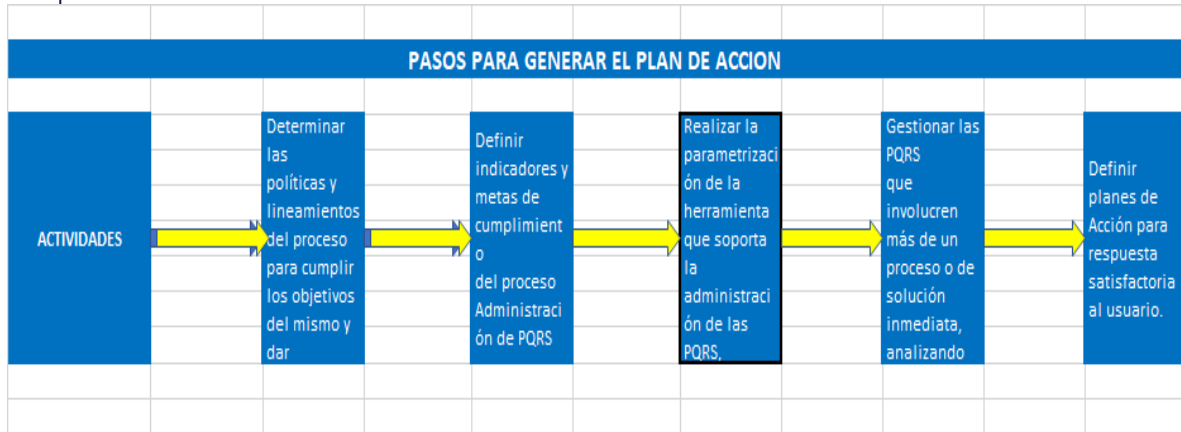 PASOS PARA GENERAR EL PLAN DE ACCION
ACTIVIDADES
Determinar
las
políticas y
lineamientos
del proceso
para cumplir
los objetivos
del mismo y
dar
Definir
indicadores y
metas de
cumplimient
o
del proceso
Administraci
ón de PQRS
Realizar la
parametrizaci
ón de la
herramienta
que soporta
la
administraci
ón de las
PQRS,
Gestionar las
PQRS
que
involucren
más de un
proceso o de
solución
inmediata,
analizando
Definir
planes de
Acción para
respuesta
satisfactoria
al usuario.